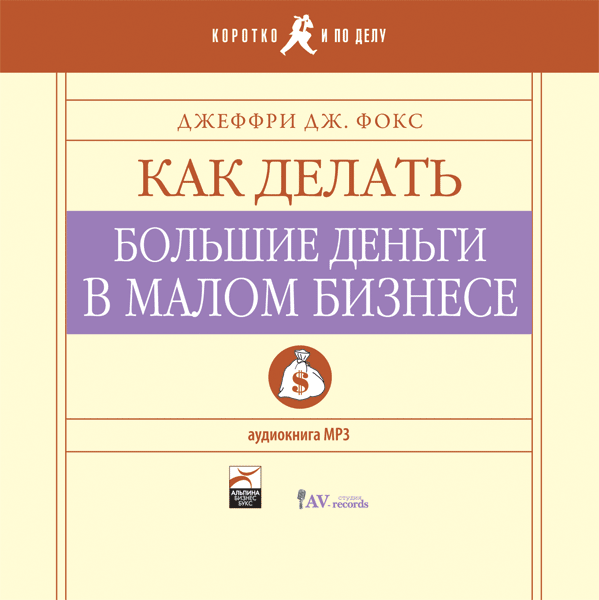 КОРОТКО И ПО ДЕЛУ
ДЖЕФФРИ ДЖ. ФОКС
КАК ДЕЛАТЬ
БОЛЬШИЕ ДЕНЬГИ
В МАЛОМ БИЗНЕСЕ
$
аудиокнига MP3
АЛЬПИНА
БИЗНЕС
БУКС
СТУДИЯ
AV-records